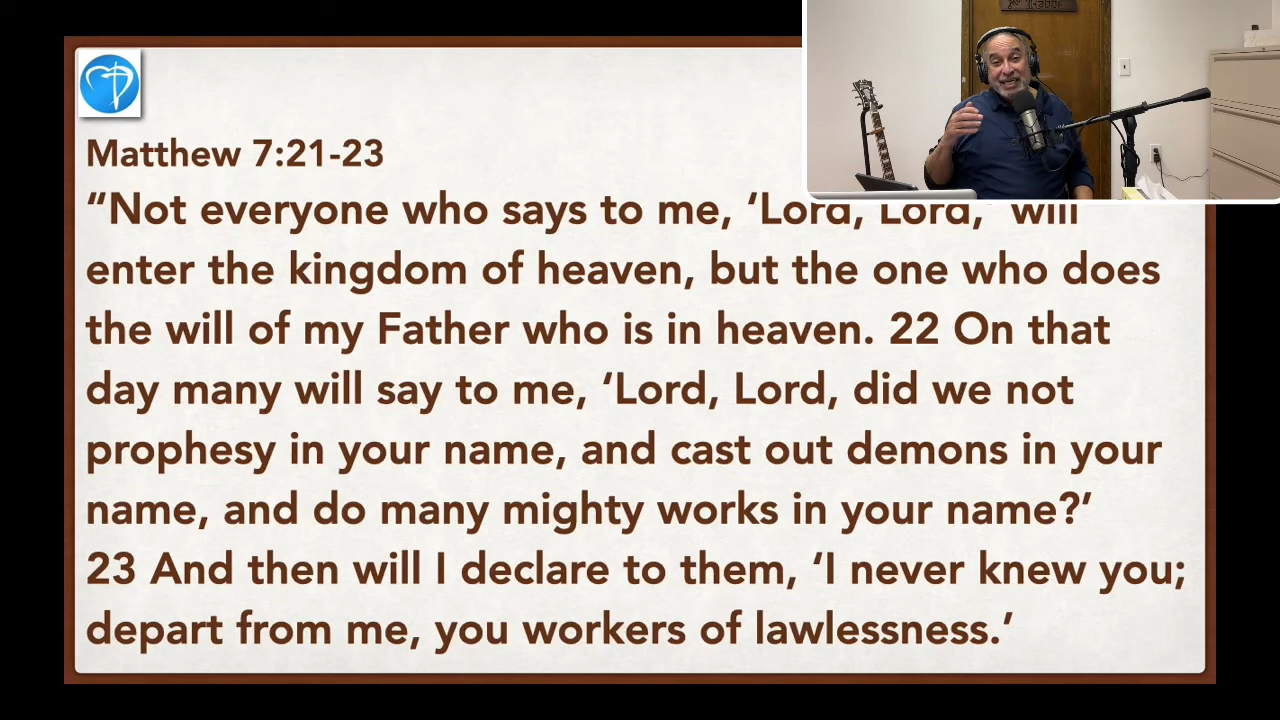 Matthew 7:21-23
“Not everyone who says to me, ‘Lord, Lord,’ will
enter the kingdom of heaven, but the one who does
the will of my Father who is in heaven. 22 On that
day many will say to me, ‘Lord, Lord, did we not
prophesy in your name, and cast out demons in your
name, and do many mighty works in your name?’
23 And then will I declare to them, ‘I never knew you;
depart from me, you workers of lawlessness.’